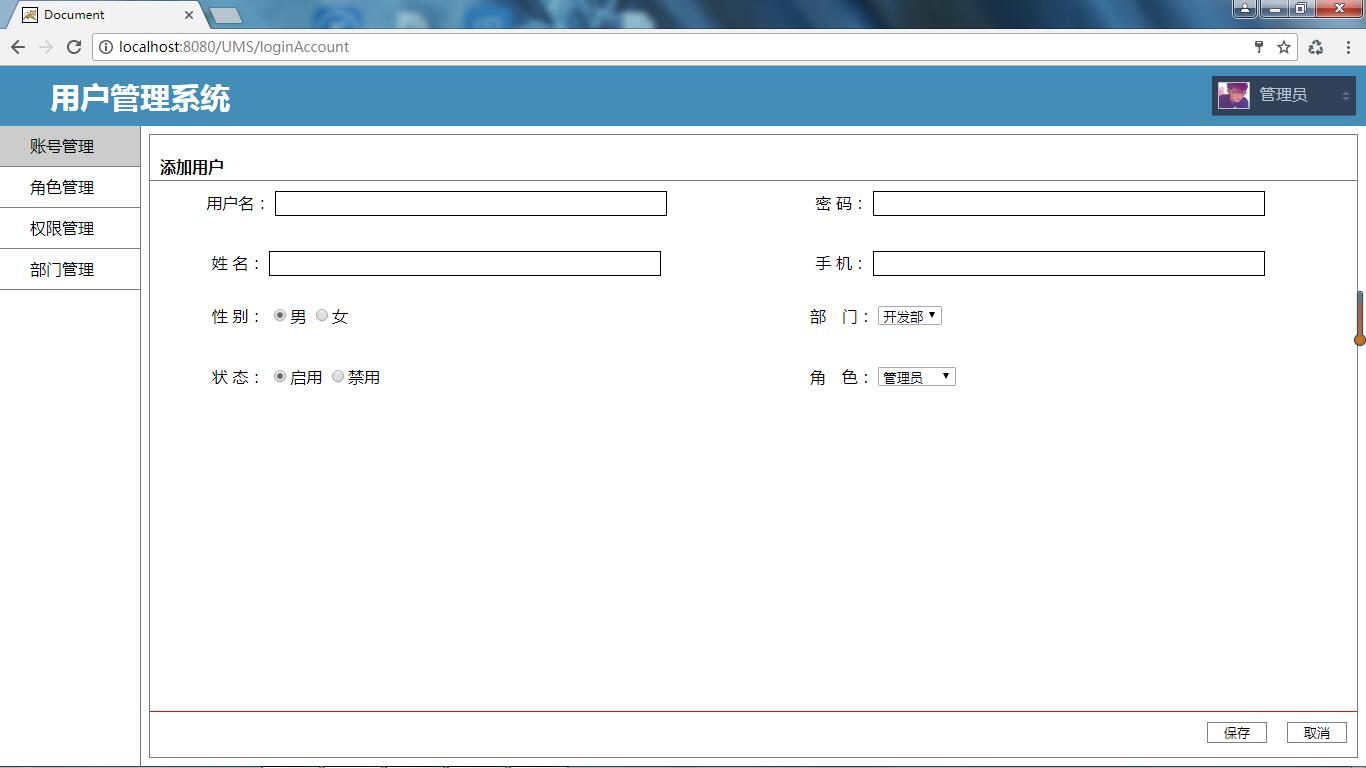 Document
localhost:8080/UMS/loginAccount
用户管理系统
管理员
账号管理
角色管理
权限管理
部门管理
添加用户
用户名： 密 码：
姓 名： 手 机：
性 别： 男 女 部 门： 开发部
状 态： 启用 禁用 角 色： 管理员
保存 取消